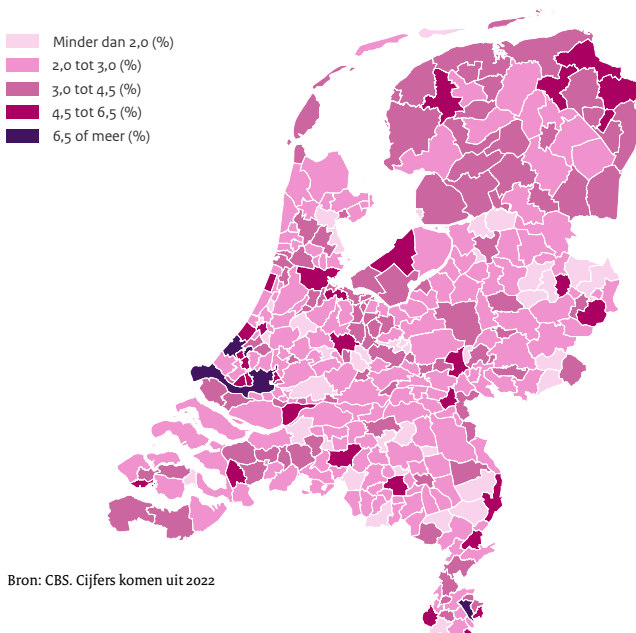 Minder dan 2,0 (%)
2,0 tot 3,0 (%)
3,0 tot 4,5 (%)
4,5 tot 6,5 (%)
6,5 of meer (%)
Bron: CBS. Cijfers komen uit 2022